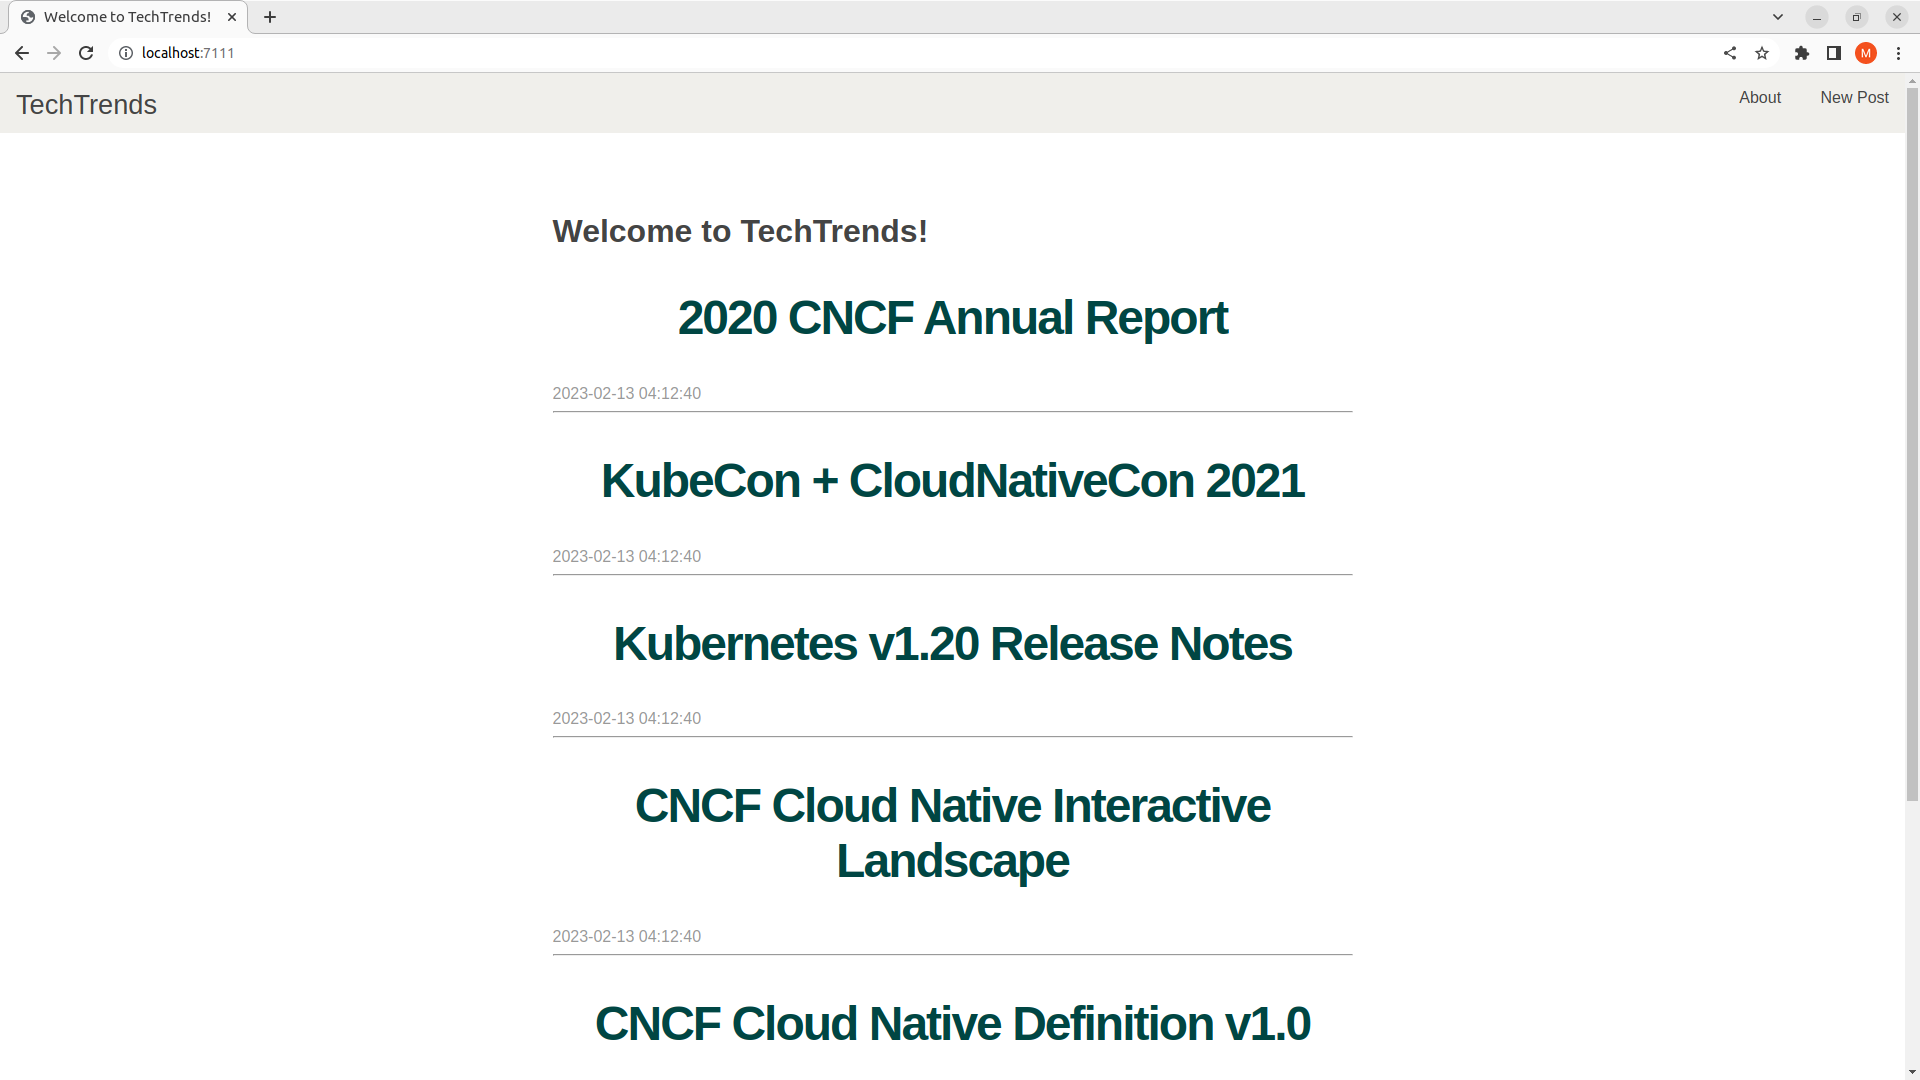 Welcome to TechTrends!
localhost:7111
M
TechTrends
About
New Post
Welcome to TechTrends!
2020 CNCF Annual Report
2023-02-13 04:12:40
KubeCon + CloudNativeCon 2021
2023-02-13 04:12:40
Kubernetes v1.20 Release Notes
2023-02-13 04:12:40
CNCF Cloud Native Interactive
Landscape
2023-02-13 04:12:40
CNCF Cloud Native Definition v1.0